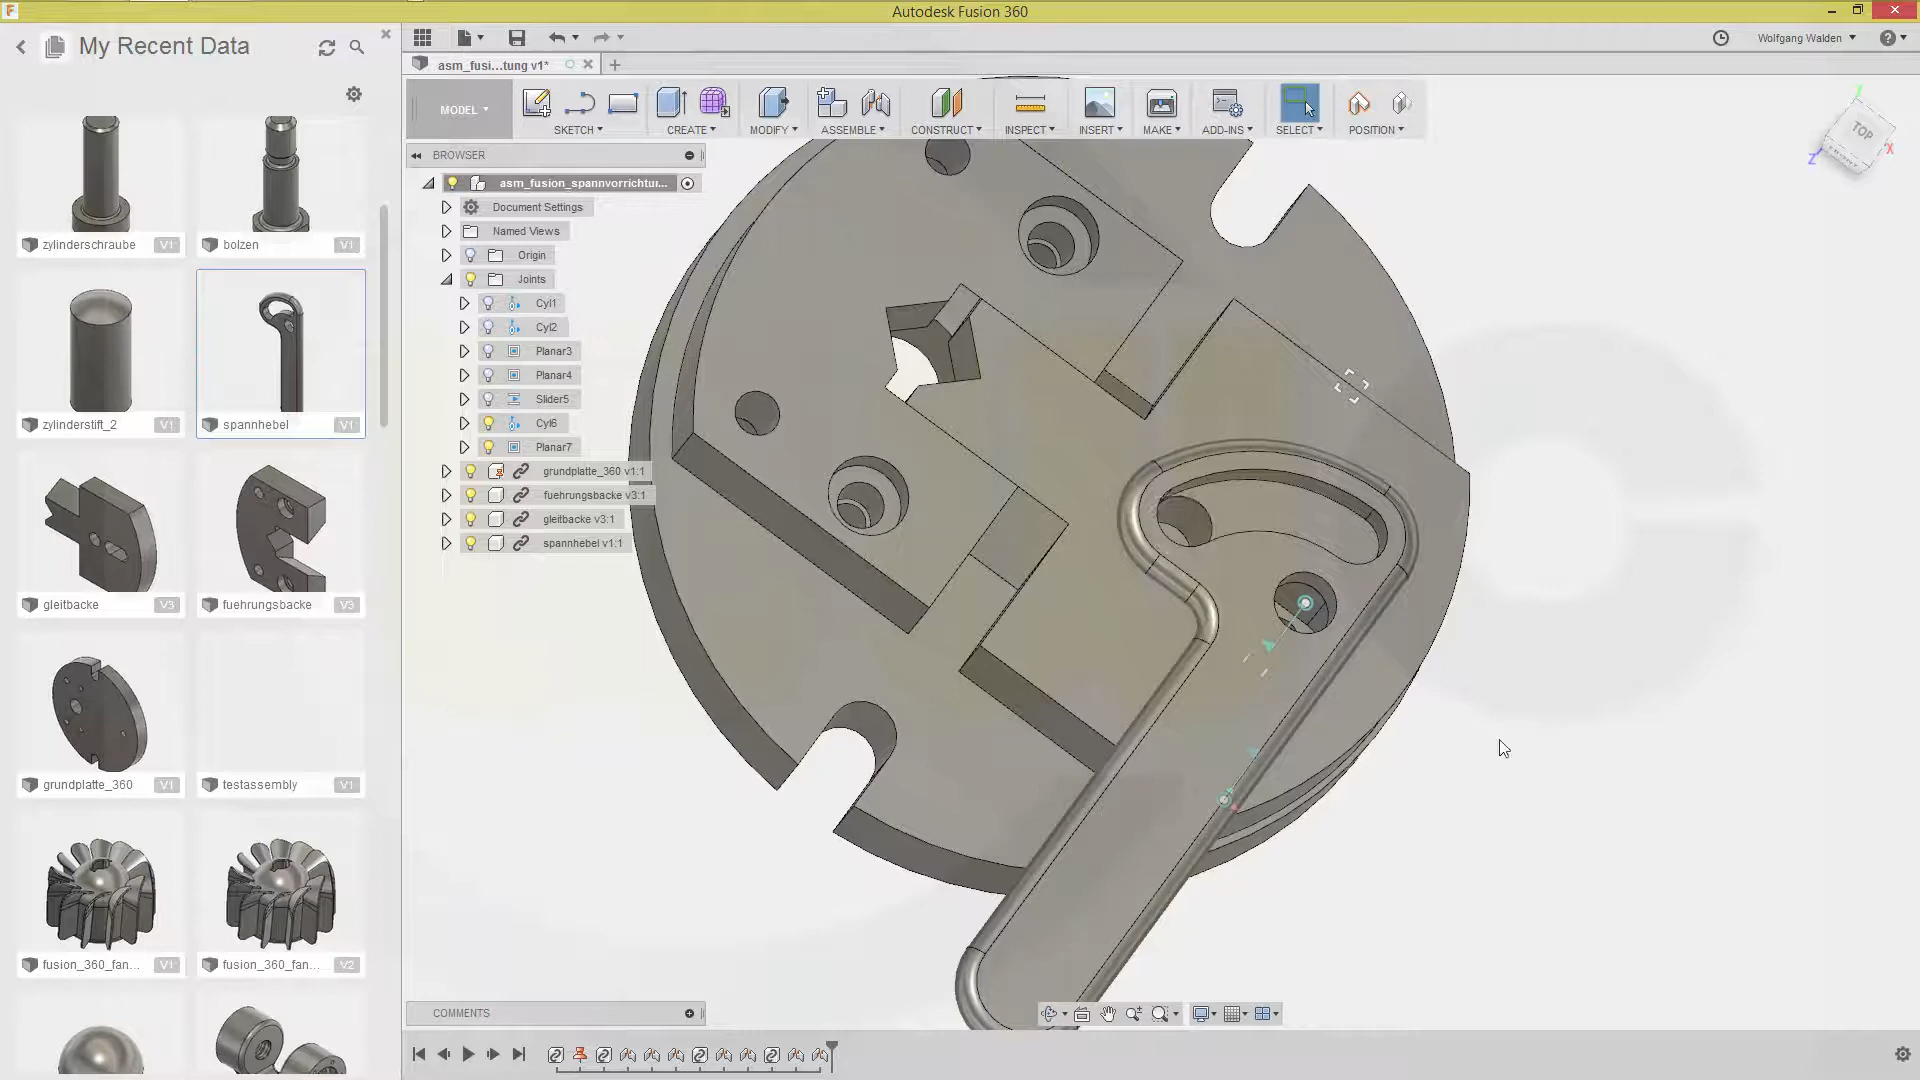 F
Autodesk Fusion 360
My Recent Data
Wolfgang Walden
asm_fusi...tung v1*
MODEL
SKETCH
CREATE
MODIFY
ASSEMBLE
CONSTRUCT
INSPECT
INSERT
MAKE
ADD-INS
SELECT
POSITION
TOP
X
Z
BROWSER
asm_fusion_spannvorrichtur...
Document Settings
Named Views
Origin
Joints
Cyl1
Cyl2
Planar3
Planar4
Slider5
Cyl6
Planar7
grundplatte_360 v1:1
fuehrungsbacke v3:1
gleitbacke v3:1
spannhebel v1:1
zylinderschraube V1
bolzen V1
zylinderstift_2 V1
spannhebel V1
gleitbacke V3
fuehrungsbacke V3
grundplatte_360 V1
testassembly V1
fusion_360_fan... V1
fusion_360_fan... V2
COMMENTS